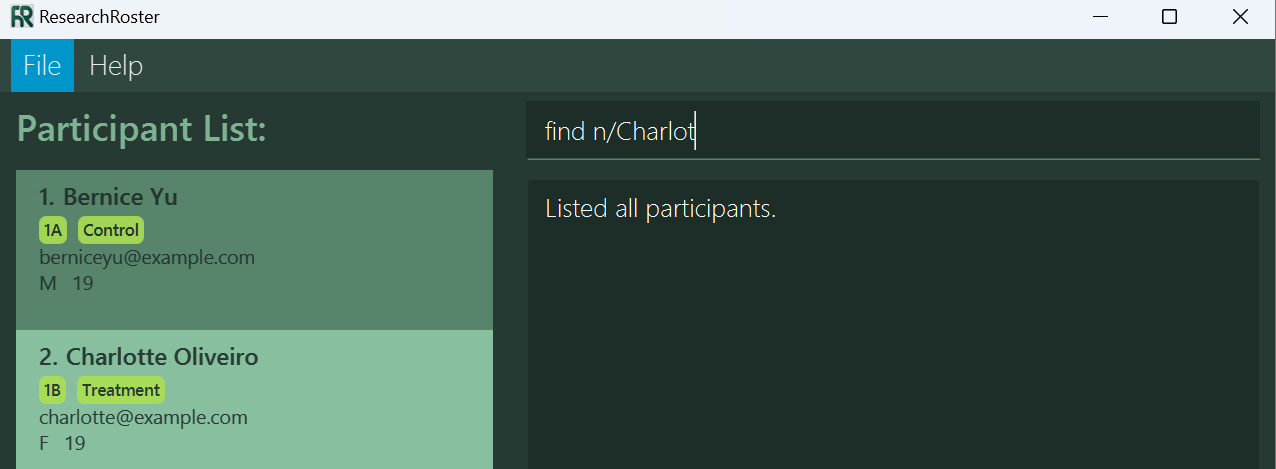 ResearchRoster
File Help
Participant List:
find n/Charlot
1. Bernice Yu
1A Control
berniceyu@example.com
M 19
2. Charlotte Oliveiro
1B Treatment
charlotte@example.com
F 19
Listed all participants.